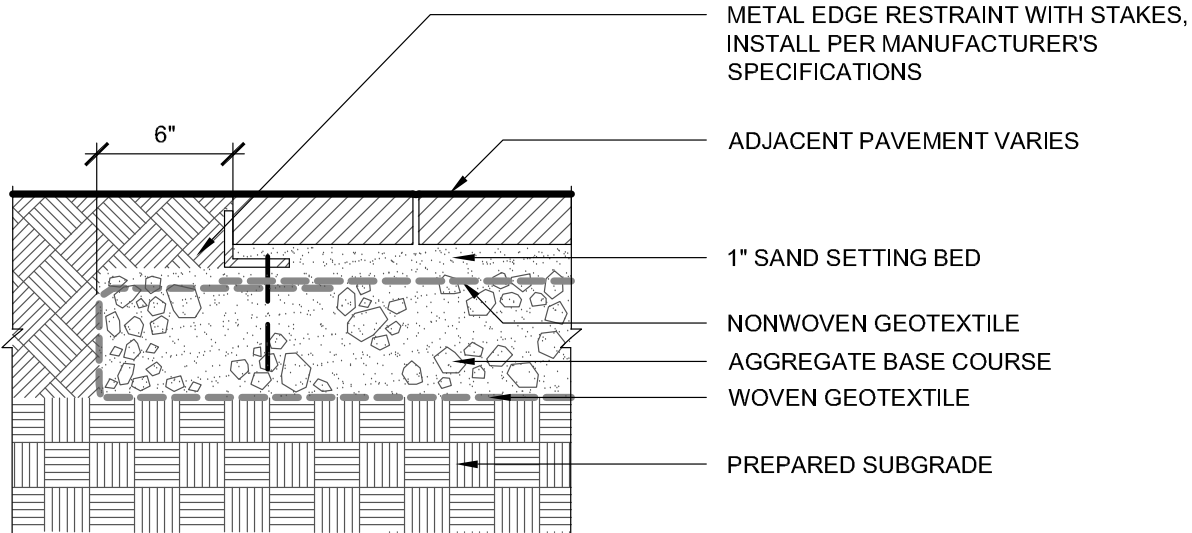 METAL EDGE RESTRAINT WITH STAKES,
INSTALL PER MANUFACTURER'S
SPECIFICATIONS
6"
ADJACENT PAVEMENT VARIES
1" SAND SETTING BED
NONWOVEN GEOTEXTILE
AGGREGATE BASE COURSE
WOVEN GEOTEXTILE
PREPARED SUBGRADE